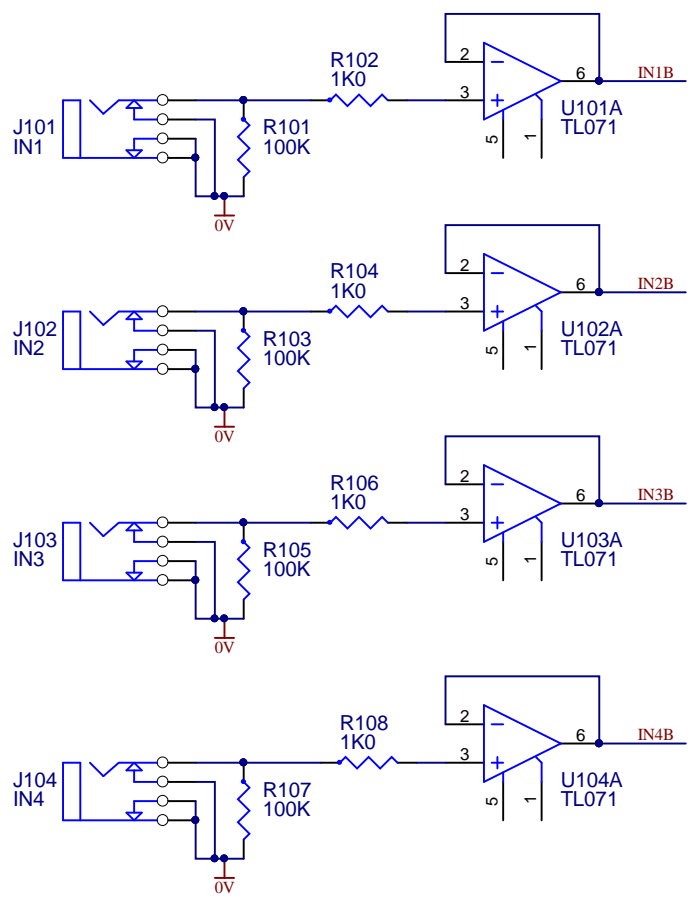 R102
1K0
2
3
6
IN1B
U101A
TL071
5
1
J101
IN1
R101
100K
0V
R104
1K0
2
3
6
IN2B
U102A
TL071
5
1
J102
IN2
R103
100K
0V
R106
1K0
2
3
6
IN3B
U103A
TL071
5
1
J103
IN3
R105
100K
0V
R108
1K0
2
3
6
IN4B
U104A
TL071
5
1
J104
IN4
R107
100K
0V